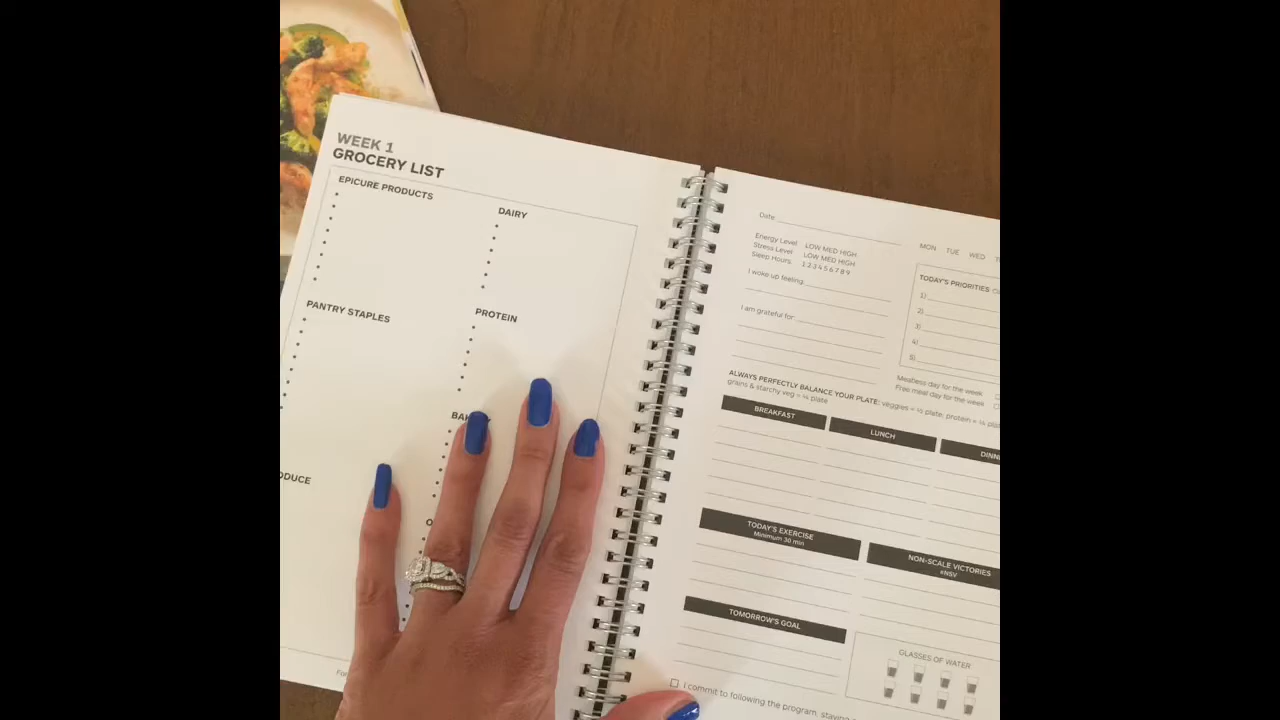 WEEK 1
GROCERY LIST
EPICURE PRODUCTS
DAIRY
PANTRY STAPLES
PROTEIN
Date
Energy Level LOW MED HIGH
Stress Level LOW MED HIGH
Sleep Hours 1 2 3 4 5 6 7 8 9
I woke up feeling
I am grateful for
MON TUE WED
TODAY'S PRIORITIES
1)
2)
3)
4)
5)
Meatless day for the week
Free meal day for the week
ALWAYS PERFECTLY BALANCE YOUR PLATE: veggies = ½ plate; protein = ¼
grains & starchy veg = ¼ plate
BREAKFAST
LUNCH
TODAY'S EXERCISE
Minimum 30 min
NON-SCALE VICTORIES
#NSV
TOMORROW'S GOAL
GLASSES OF WATER
I commit to following the program,